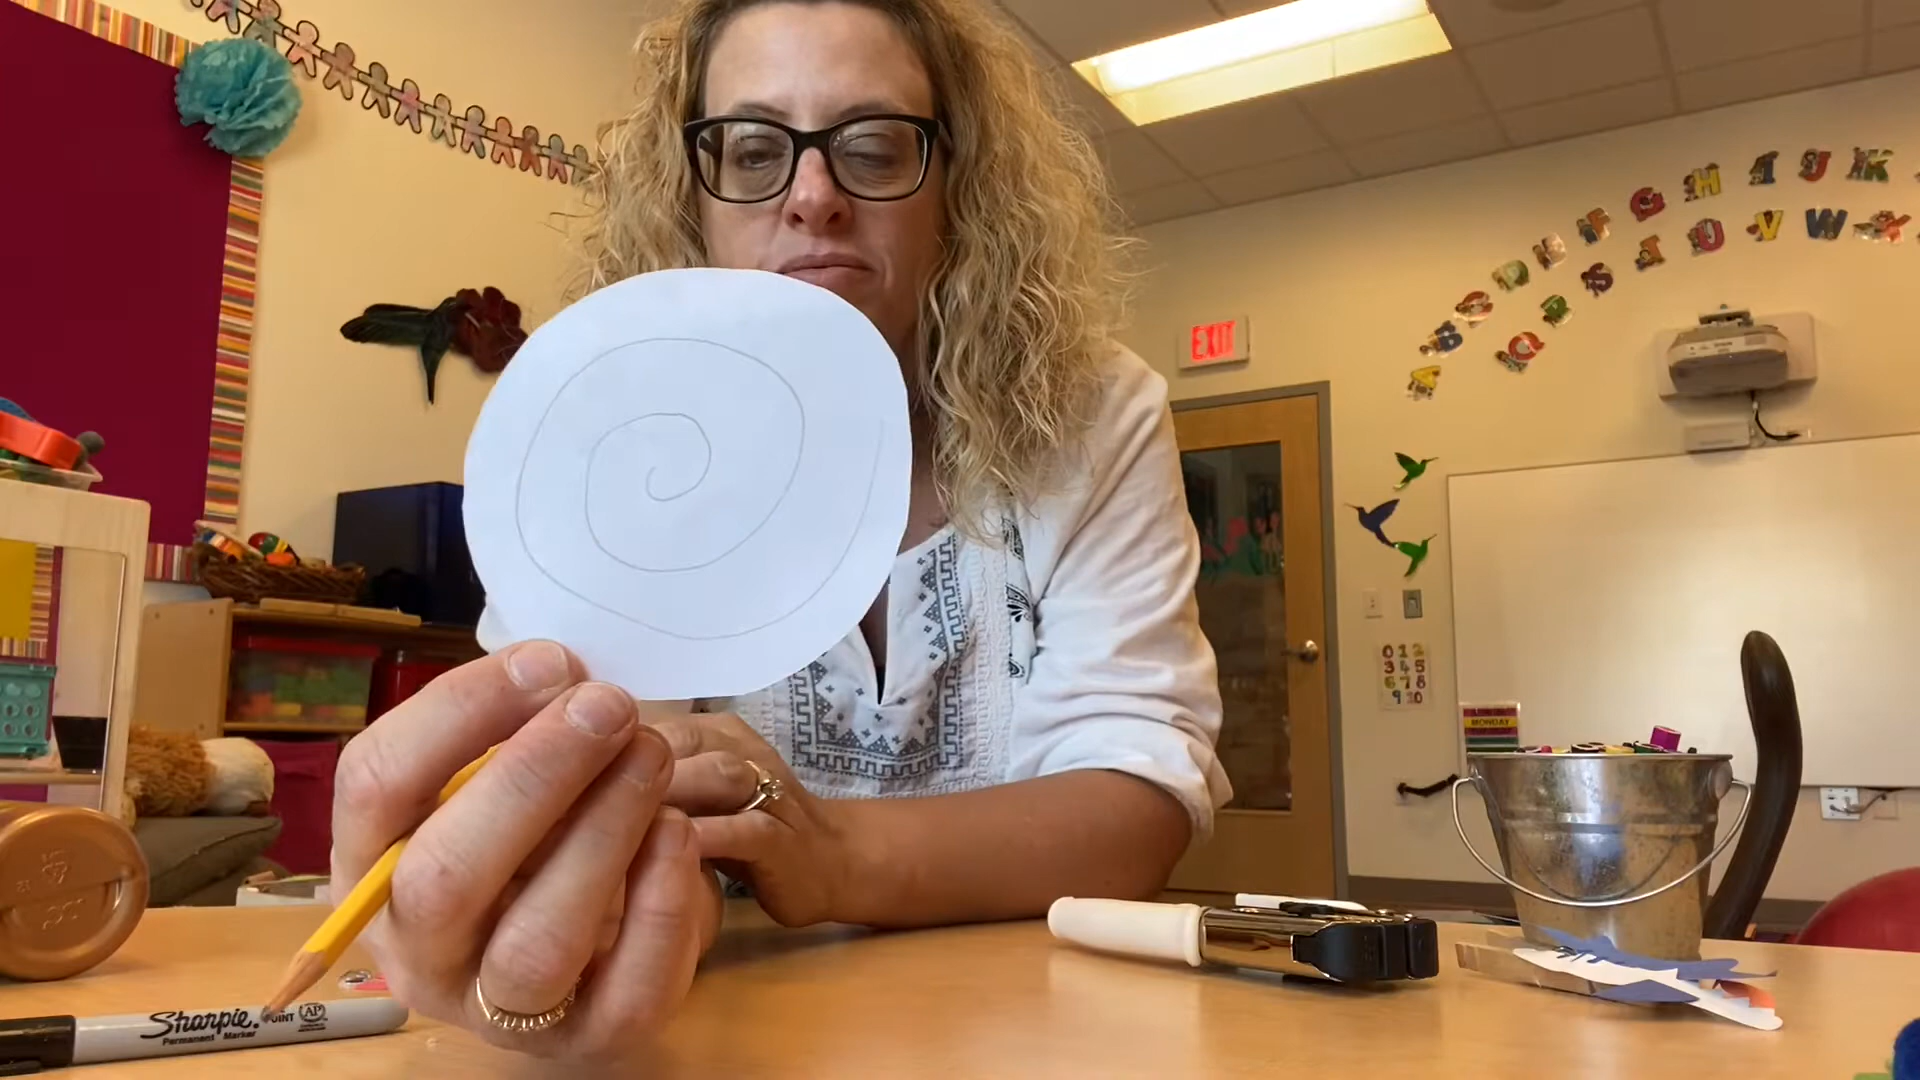 G H I J K
A B C D E F
Q R S T U V W X
EXIT
0 1 2
3 4 5
6 7 8
9 10
MONDAY
Sharpie.
POINT
AP
Permanent Marker